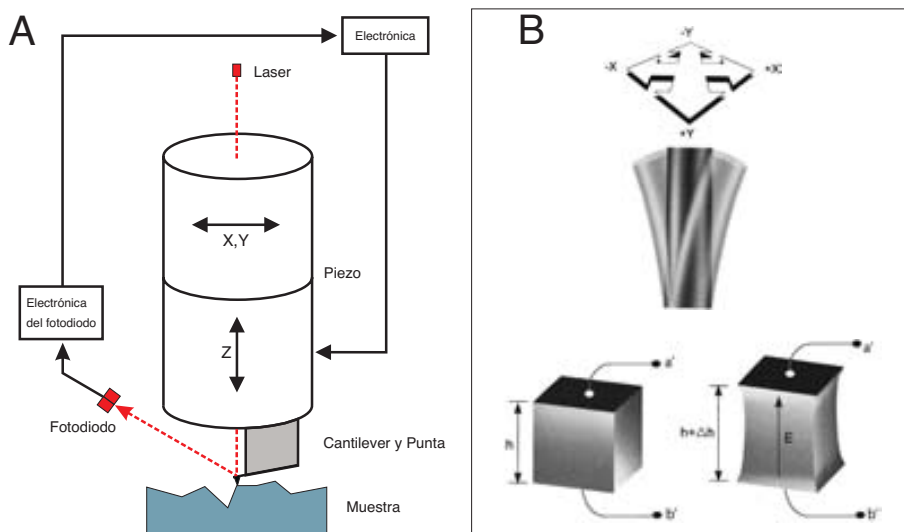 A
Electrónica
Laser
X,Y
Piezo
Electrónica
del fotodiodo
Z
Fotodiodo
Cantilever y Punta
Muestra
B
-Y
-X
+X
+Y
a'
h
b'
a'
h+Δh
E
b'